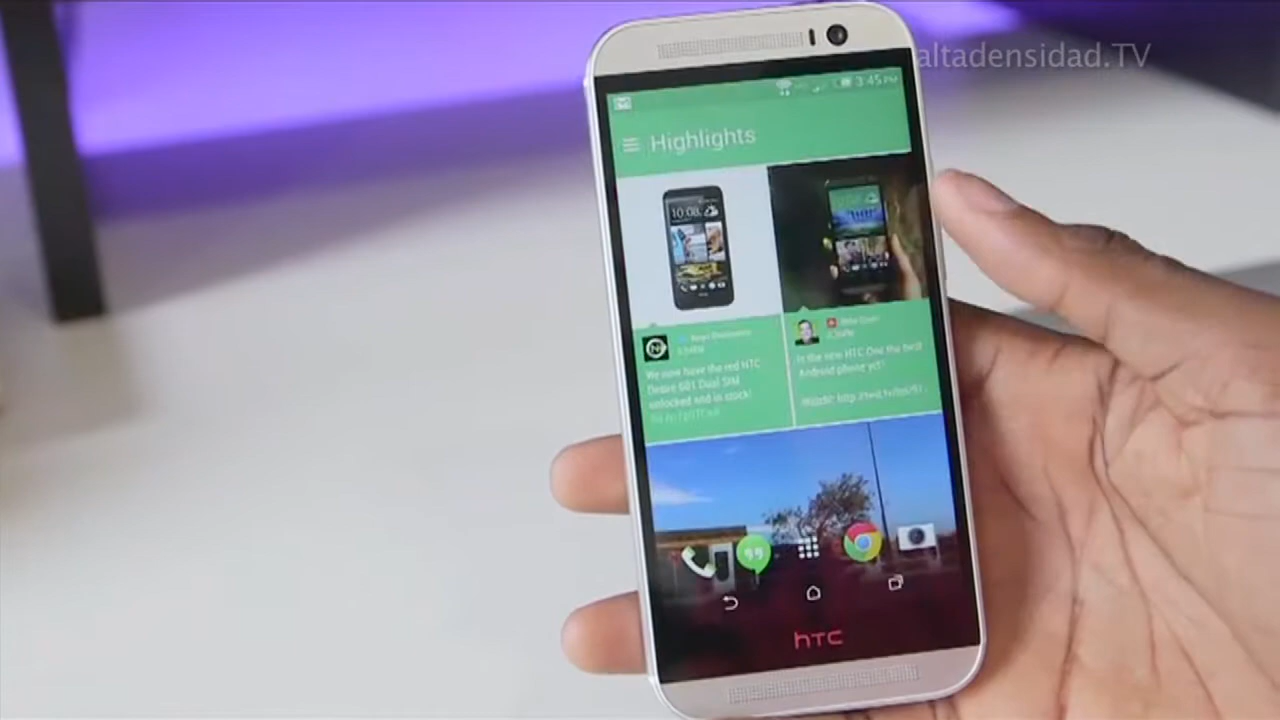 altadensidad.TV
3:45 PM
Highlights
10:08
We now have the red HTC
Desire 601 Dual SIM
unlocked and in stock!
Is the new HTC One the best
Android phone yet?
hTC